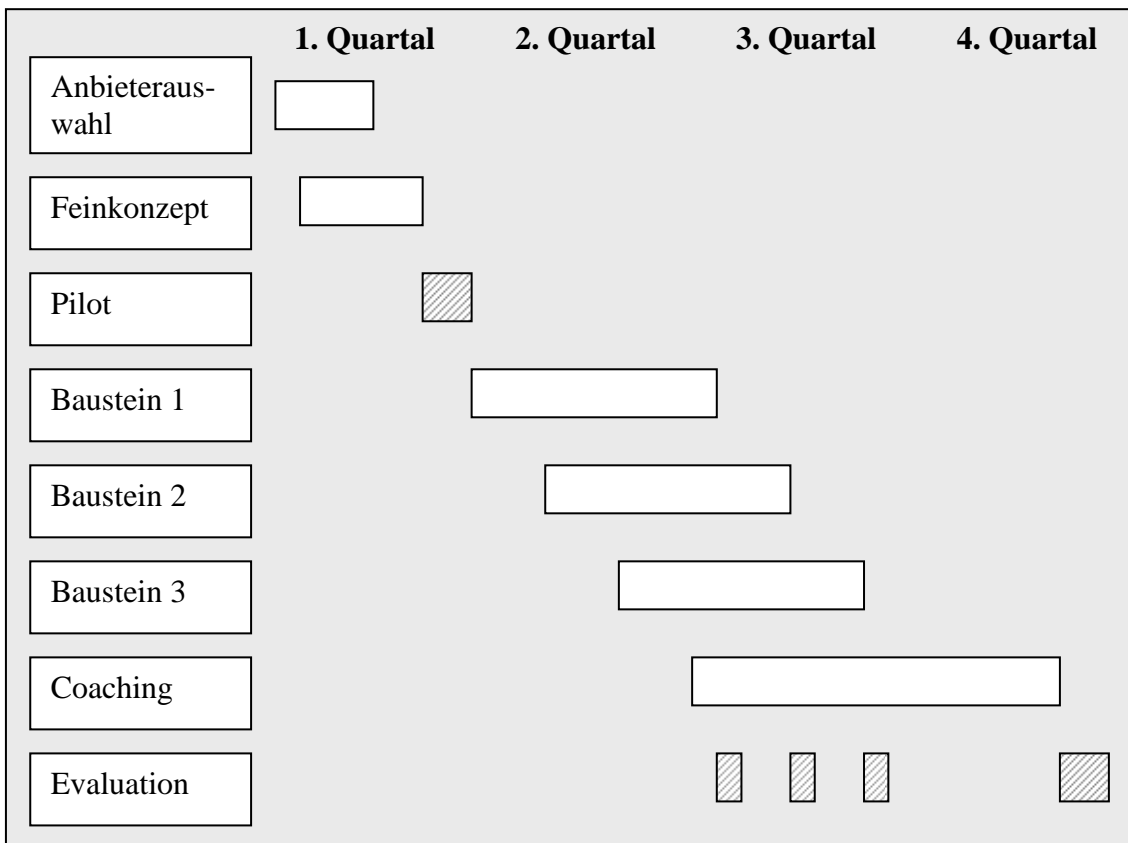 1. Quartal 2. Quartal 3. Quartal 4. Quartal
Anbieteraus-
wahl
Feinkonzept
Pilot
Baustein 1
Baustein 2
Baustein 3
Coaching
Evaluation